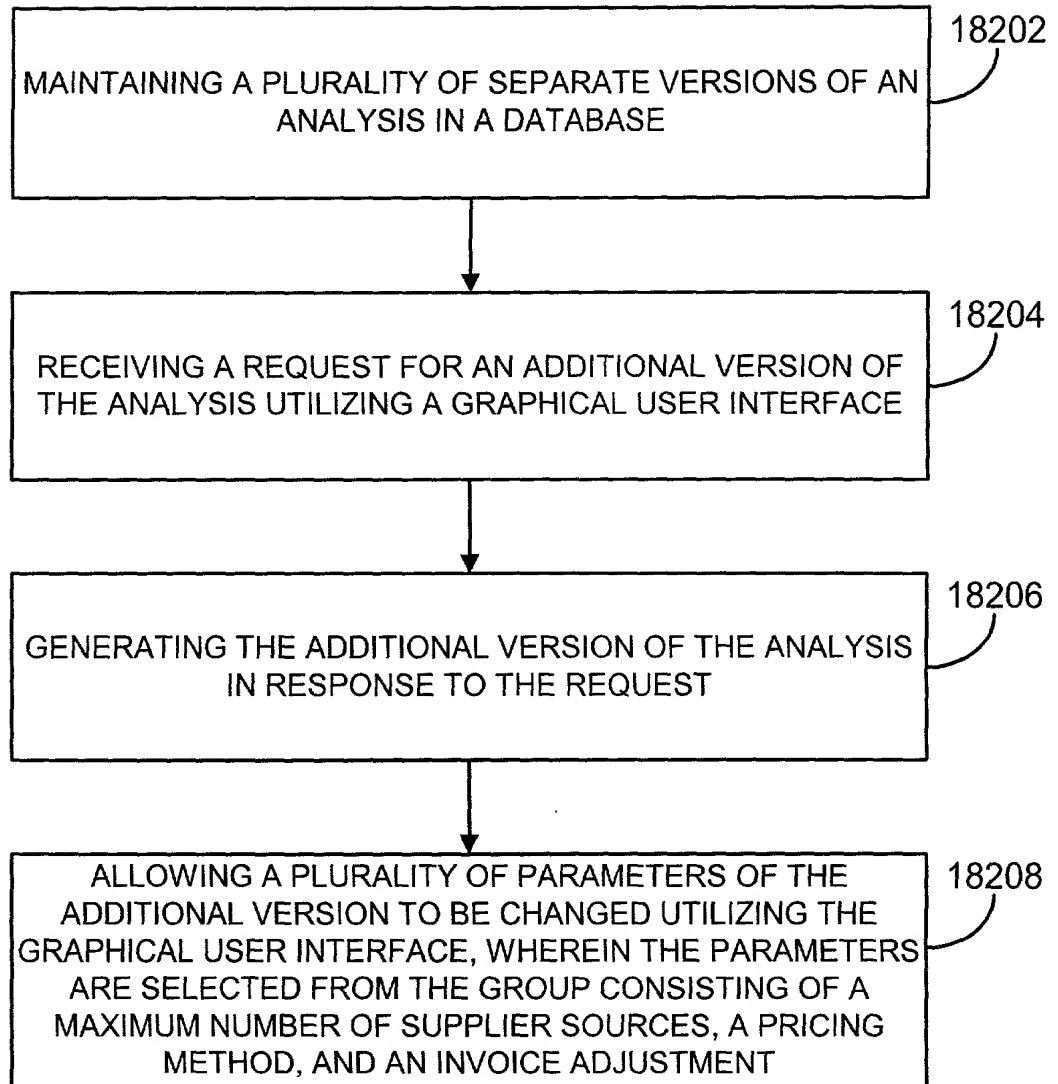 18202
MAINTAINING A PLURALITY OF SEPARATE VERSIONS OF AN
ANALYSIS IN A DATABASE
18204
RECEIVING A REQUEST FOR AN ADDITIONAL VERSION OF
THE ANALYSIS UTILIZING A GRAPHICAL USER INTERFACE
18206
GENERATING THE ADDITIONAL VERSION OF THE ANALYSIS
IN RESPONSE TO THE REQUEST
18208
ALLOWING A PLURALITY OF PARAMETERS OF THE
ADDITIONAL VERSION TO BE CHANGED UTILIZING THE
GRAPHICAL USER INTERFACE, WHEREIN THE PARAMETERS
ARE SELECTED FROM THE GROUP CONSISTING OF A
MAXIMUM NUMBER OF SUPPLIER SOURCES, A PRICING
METHOD, AND AN INVOICE ADJUSTMENT